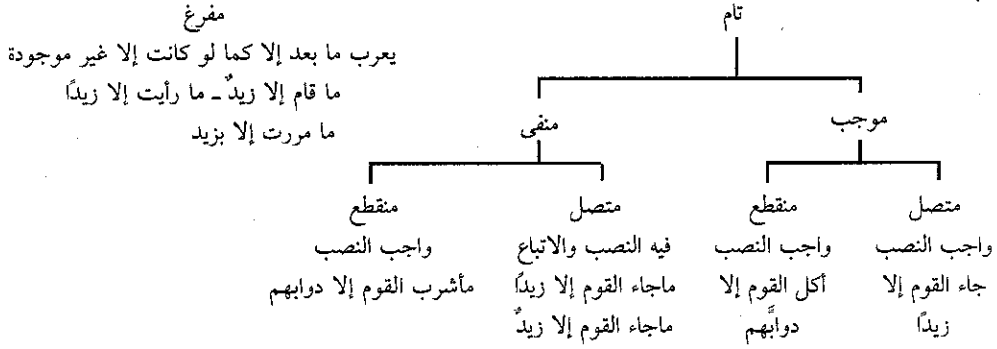 تام
موجب
متصل
واجب النصب
جاء القوم إلا
زيدًا
منقطع
واجب النصب
أكل القوم إلا
دوابَّهم
منفى
متصل
فيه النصب والاتباع
ماجاء القوم إلا زيدًا
ماجاء القوم إلا زيدٌ
منقطع
واجب النصب
مأشرب القوم إلا دوابهم
مفرغ
يعرب ما بعد إلا كما لو كانت إلا غير موجودة
ما قام إلا زيدٌ ـ ما رأيت إلا زيدًا
ما مررت إلا بزيد